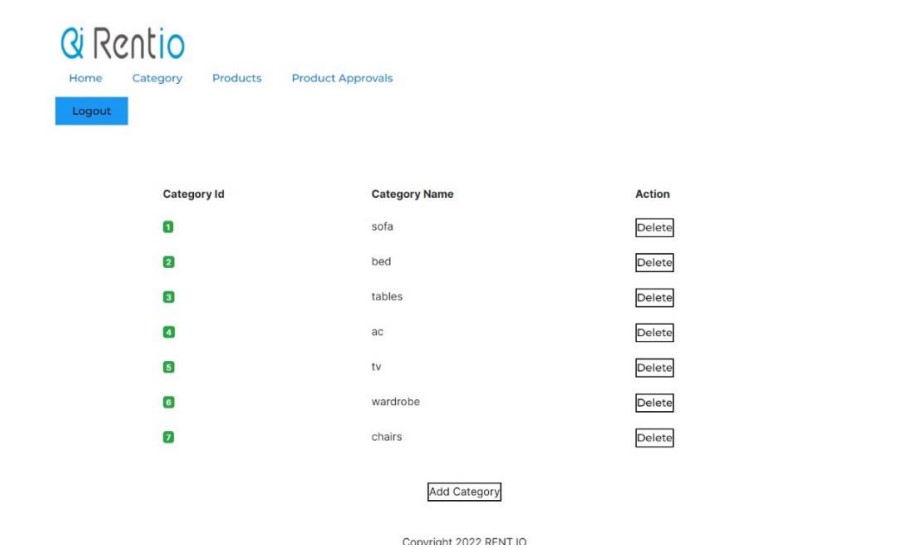 Rentio
Home Category Products Product Approvals
Logout
Category Id Category Name Action
1 sofa Delete
2 bed Delete
3 tables Delete
4 ac Delete
5 tv Delete
6 wardrobe Delete
7 chairs Delete
Add Category
Copyright 2022 RENT.IO